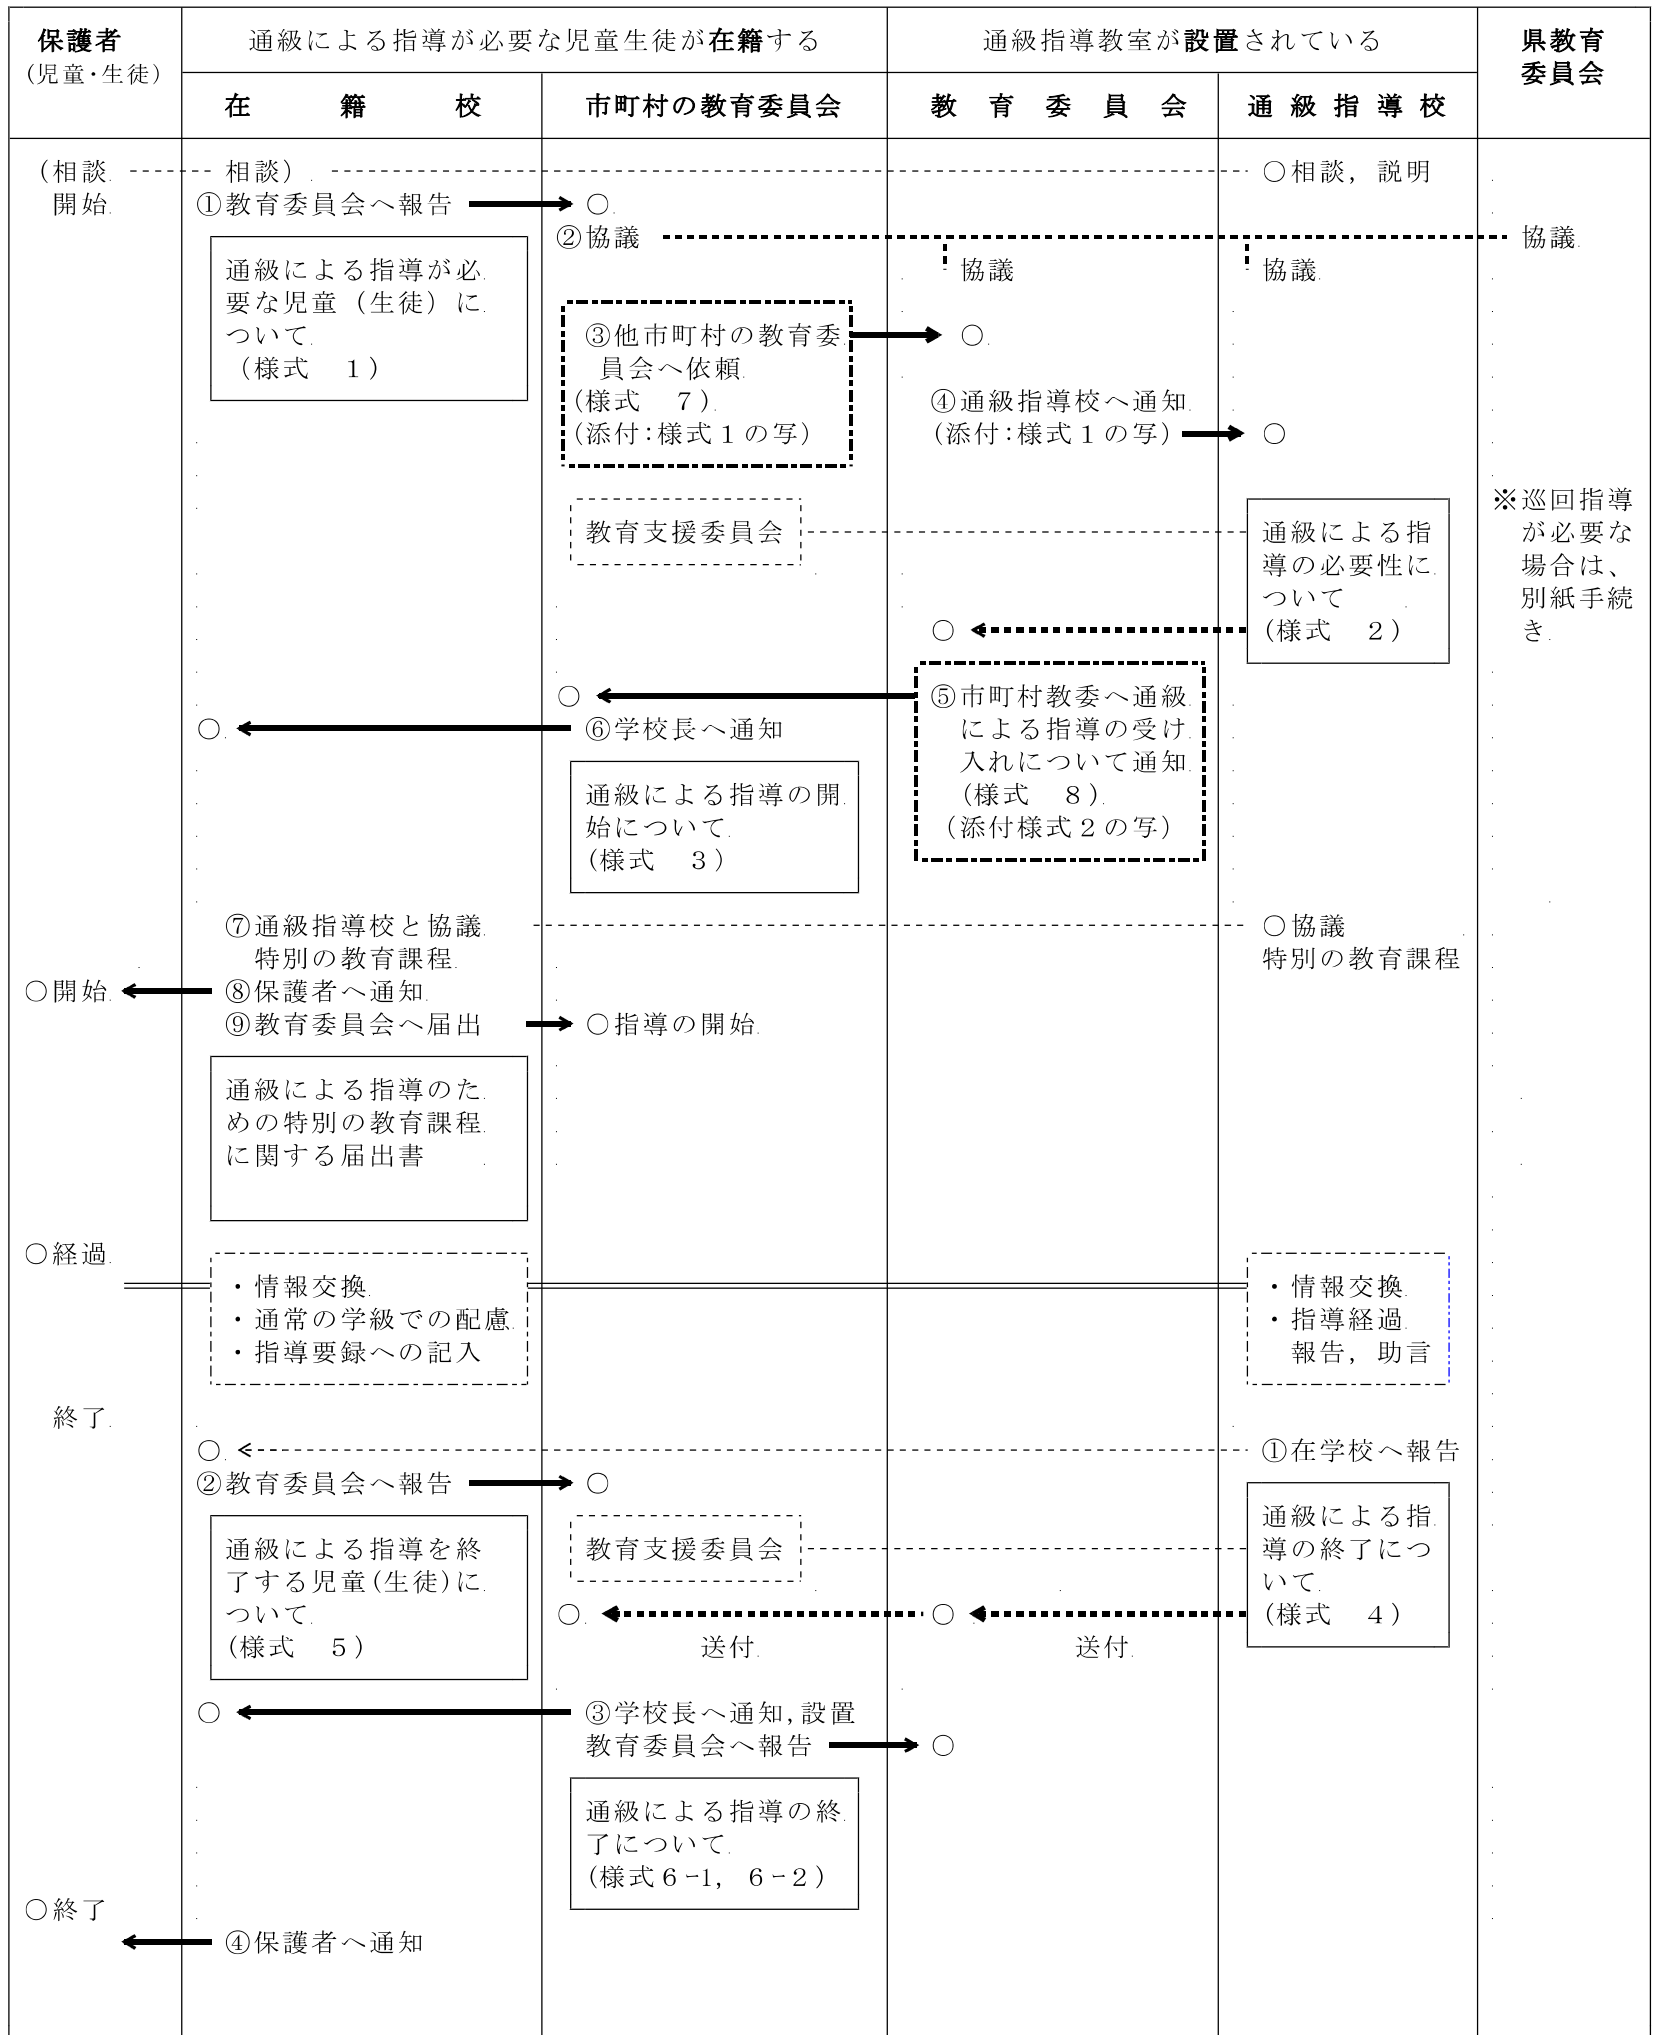 保護者
(児童・生徒)
通級による指導が必要な児童生徒が在籍する
通級指導教室が設置されている
県教育
委員会
在籍校
市町村の教育委員会
教育委員会
通級指導校
(相談
相談)
○相談, 説明
開始
①教育委員会へ報告
○
②協議
協議
協議
協議
通級による指導が必
要な児童(生徒)に
ついて
(様式 1)
③他市町村の教育委
員会へ依頼
(様式 7)
(添付:様式1の写)
○
④通級指導校へ通知
(添付:様式1の写)
○
※巡回指導
が必要な
場合は、
別紙手続
き
教育支援委員会
通級による指
導の必要性に
ついて
(様式 2)
○
⑤市町村教委へ通級
による指導の受け
入れについて通知
(様式 8)
(添付様式2の写)
○
○
⑥学校長へ通知
通級による指導の開
始について
(様式 3)
⑦通級指導校と協議
特別の教育課程
○協議
特別の教育課程
○開始
⑧保護者へ通知
⑨教育委員会へ届出
○指導の開始
通級による指導のた
めの特別の教育課程
に関する届出書
○経過
・情報交換
・通常の学級での配慮
・指導要録への記入
・情報交換
・指導経過
報告, 助言
終了
○
①在学校へ報告
②教育委員会へ報告
○
通級による指導を終
了する児童(生徒)に
ついて
(様式 5)
教育支援委員会
通級による指
導の終了につ
いて
(様式 4)
○
○
送付
送付
○
③学校長へ通知,設置
教育委員会へ報告
○
通級による指導の終
了について
(様式6-1, 6-2)
○終了
④保護者へ通知